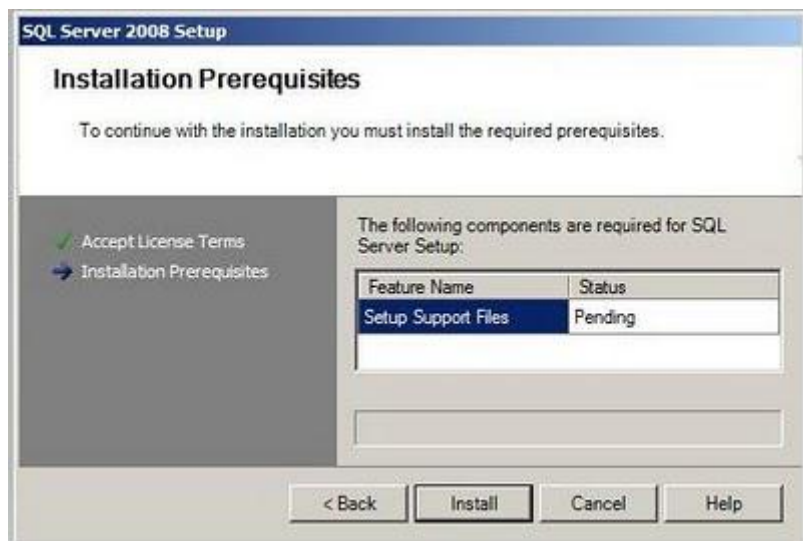 SQL Server 2008 Setup
Installation Prerequisites
To continue with the installation you must install the required prerequisites.
Accept License Terms
Installation Prerequisites
The following components are required for SQL
Server Setup:
Feature Name Status
Setup Support Files Pending
< Back Install Cancel Help